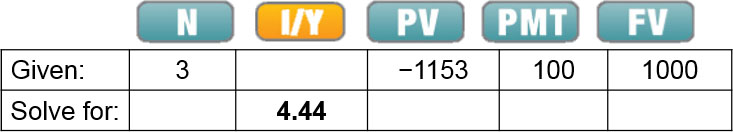 N I/Y PV PMT FV
Given: 3 −1153 100 1000
Solve for: 4.44